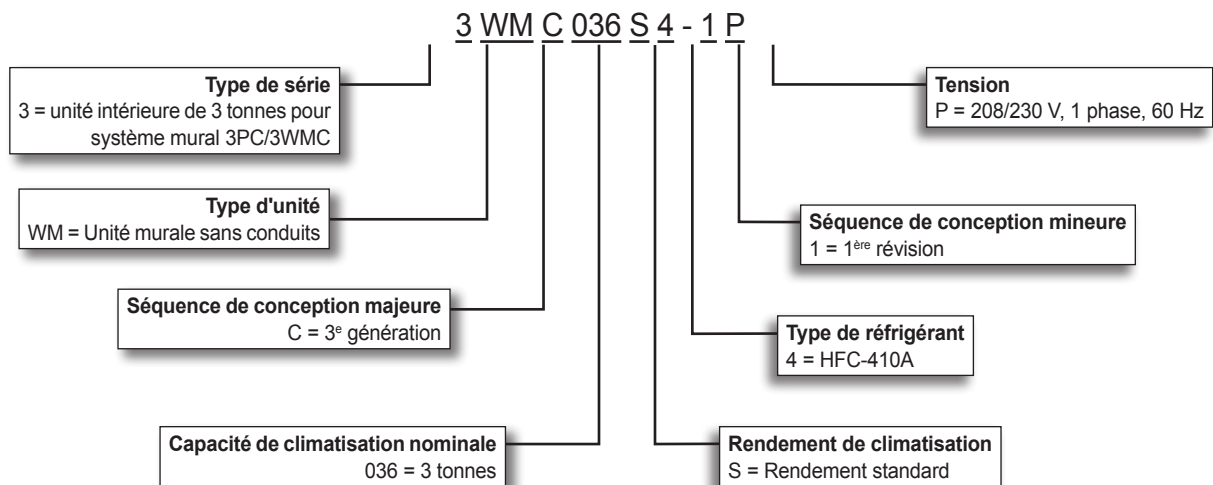 3 WM C 036 S 4 - 1 P
Type de série
3 = unité intérieure de 3 tonnes pour
système mural 3PC/3WMC
Tension
P = 208/230 V, 1 phase, 60 Hz
Type d'unité
WM = Unité murale sans conduits
Séquence de conception mineure
1 = 1ère révision
Séquence de conception majeure
C = 3e génération
Type de réfrigérant
4 = HFC-410A
Capacité de climatisation nominale
036 = 3 tonnes
Rendement de climatisation
S = Rendement standard